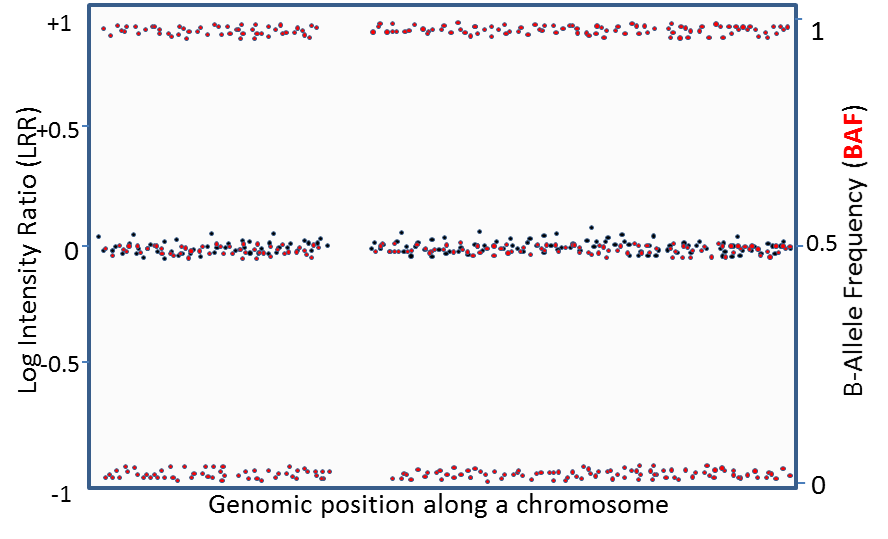 +1
+0.5
0
-0.5
-1
Log Intensity Ratio (LRR)
1
0.5
0
B-Allele Frequency (BAF)
Genomic position along a chromosome